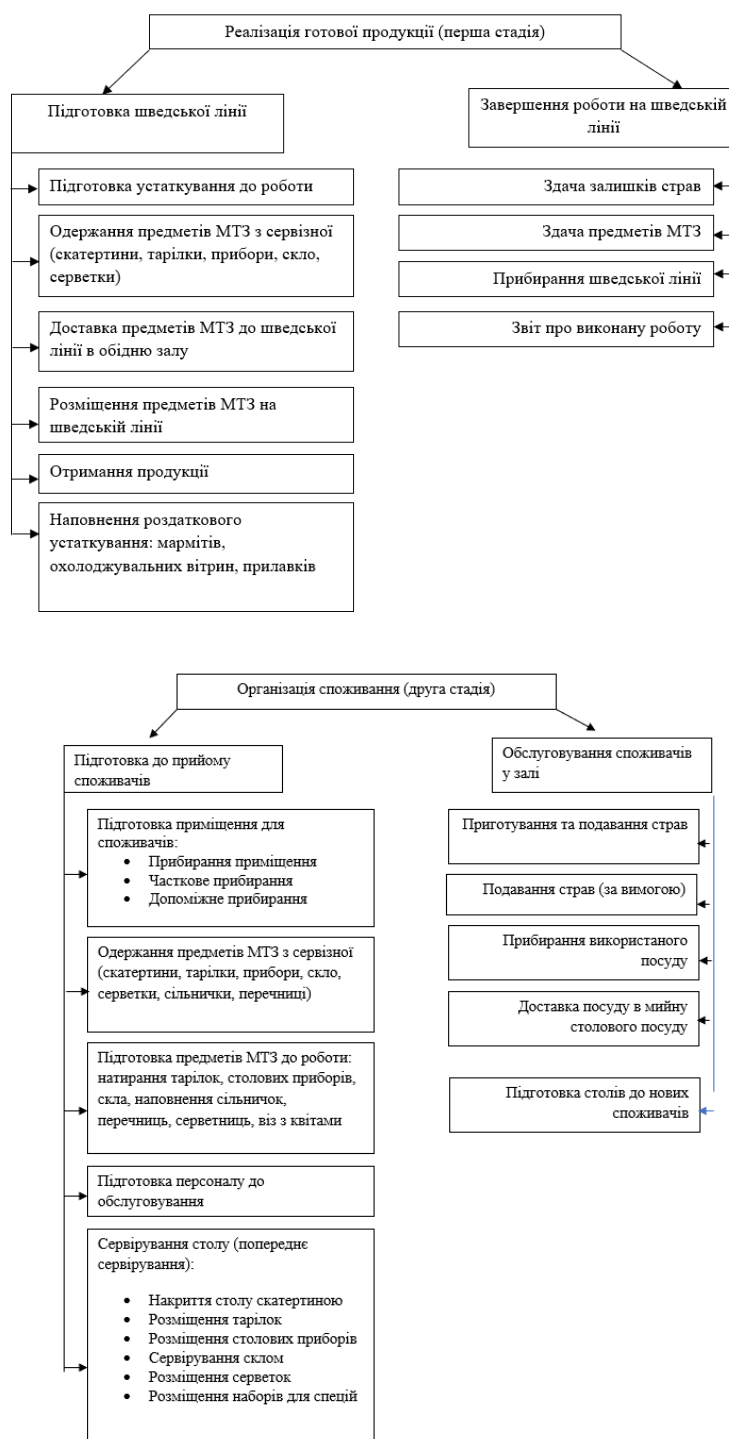 Реалізація готової продукції (перша стадія)
Підготовка шведської лінії
Завершення роботи на шведській
лінії
Підготовка устаткування до роботи
Одержання предметів МТЗ з сервізної
(скатертини, тарілки, прибори, скло,
серветки)
Доставка предметів МТЗ до шведської
лінії в обідню залу
Розміщення предметів МТЗ на
шведській лінії
Отримання продукції
Наповнення роздаткового
устаткування: мармітів,
охолоджувальних вітрин, прилавків
Здача залишків страв
Здача предметів МТЗ
Прибирання шведської лінії
Звіт про виконану роботу
Організація споживання (друга стадія)
Підготовка до прийому
споживачів
Обслуговування споживачів
у залі
Підготовка приміщення для
споживачів:
• Прибирання приміщення
• Часткове прибирання
• Допоміжне прибирання
Одержання предметів МТЗ з сервізної
(скатертини, тарілки, прибори, скло,
серветки, сільнички, перечниці)
Підготовка предметів МТЗ до роботи:
натирання тарілок, столових приборів,
скла, наповнення сільничок,
перечниць, серветниць, віз з квітами
Підготовка персоналу до
обслуговування
Сервірування столу (попереднє
сервірування):
• Накриття столу скатертиною
• Розміщення тарілок
• Розміщення столових приборів
• Сервірування склом
• Розміщення серветок
• Розміщення наборів для спецій
Приготування та подавання страв
Подавання страв (за вимогою)
Прибирання використаного
посуду
Доставка посуду в мийну
столового посуду
Підготовка столів до нових
споживачів